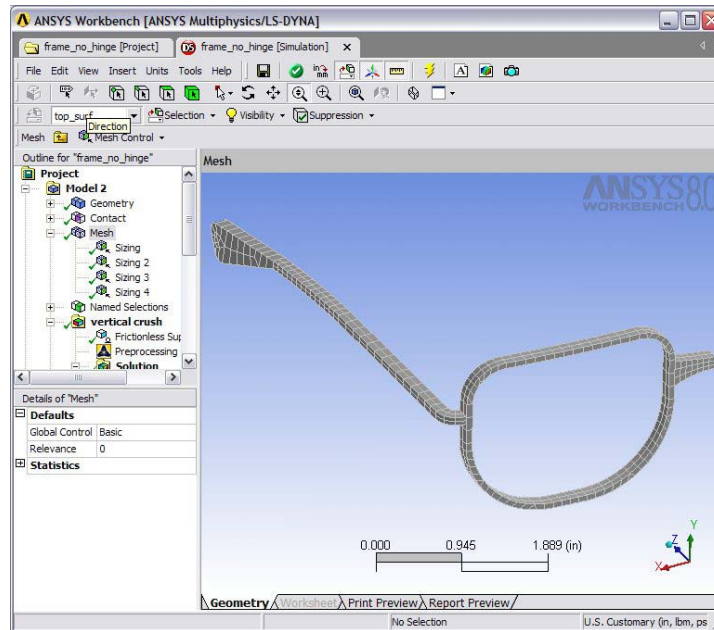 ANSYS Workbench [ANSYS Multiphysics/LS-DYNA]
frame_no_hinge [Project]
frame_no_hinge [Simulation]
File Edit View Insert Units Tools Help
top_surf
Selection
Visibility
Suppression
Direction
Mesh
Mesh Control
Outline for "frame_no_hinge"
Project
Model 2
Geometry
Contact
Mesh
Sizing
Sizing 2
Sizing 3
Sizing 4
Named Selections
vertical crush
Frictionless Sup
Preprocessing
Solution
Details of "Mesh"
Defaults
Global Control Basic
Relevance 0
Statistics
Mesh
ANSYS 8.0
WORKBENCH
0.000 0.945 1.889 (in)
Y
Z
X
Geometry Worksheet Print Preview Report Preview
No Selection
U.S. Customary (in, lbm, ps